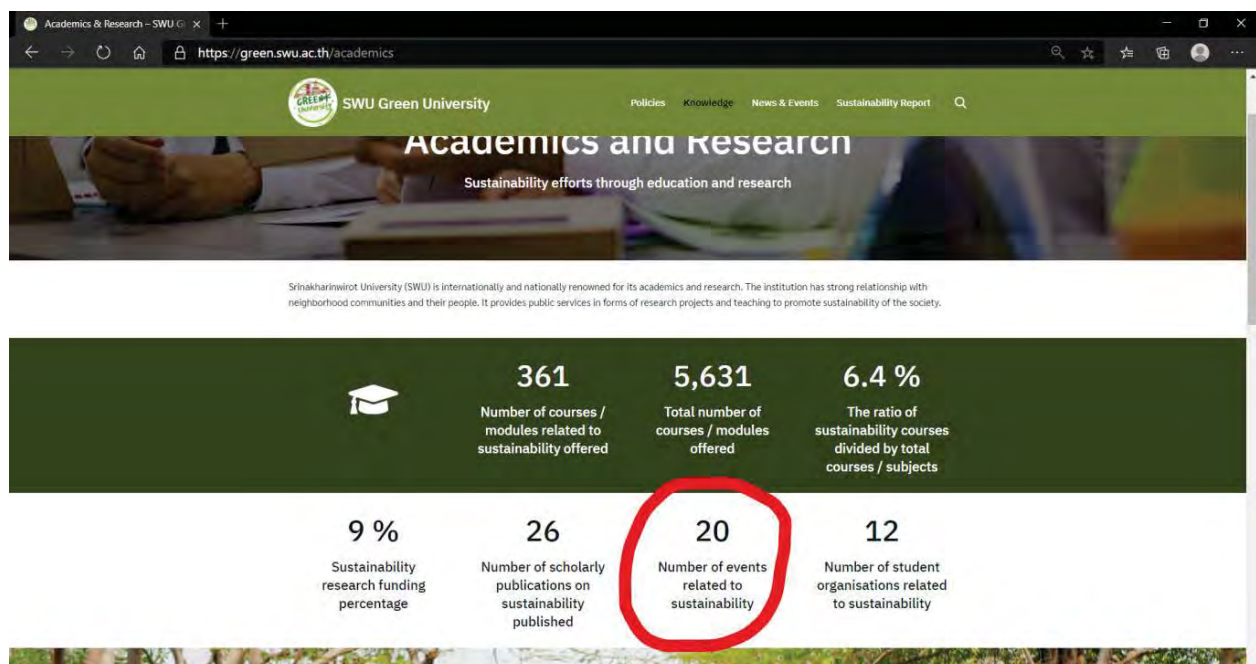 Academics & Research – SWU G
https://green.swu.ac.th/academics
GREEN
University
SWU Green University
Policies Knowledge News & Events Sustainability Report
Academics and Research
Sustainability efforts through education and research
Srinakharinwirot University (SWU) is internationally and nationally renowned for its academics and research. The institution has strong relationship with
neighborhood communities and their people. It provides public services in forms of research projects and teaching to promote sustainability of the society.
361
Number of courses /
modules related to
sustainability offered
5,631
Total number of
courses / modules
offered
6.4 %
The ratio of
sustainability courses
divided by total
courses / subjects
9 %
Sustainability
research funding
percentage
26
Number of scholarly
publications on
sustainability
published
20
Number of events
related to
sustainability
12
Number of student
organisations related
to sustainability